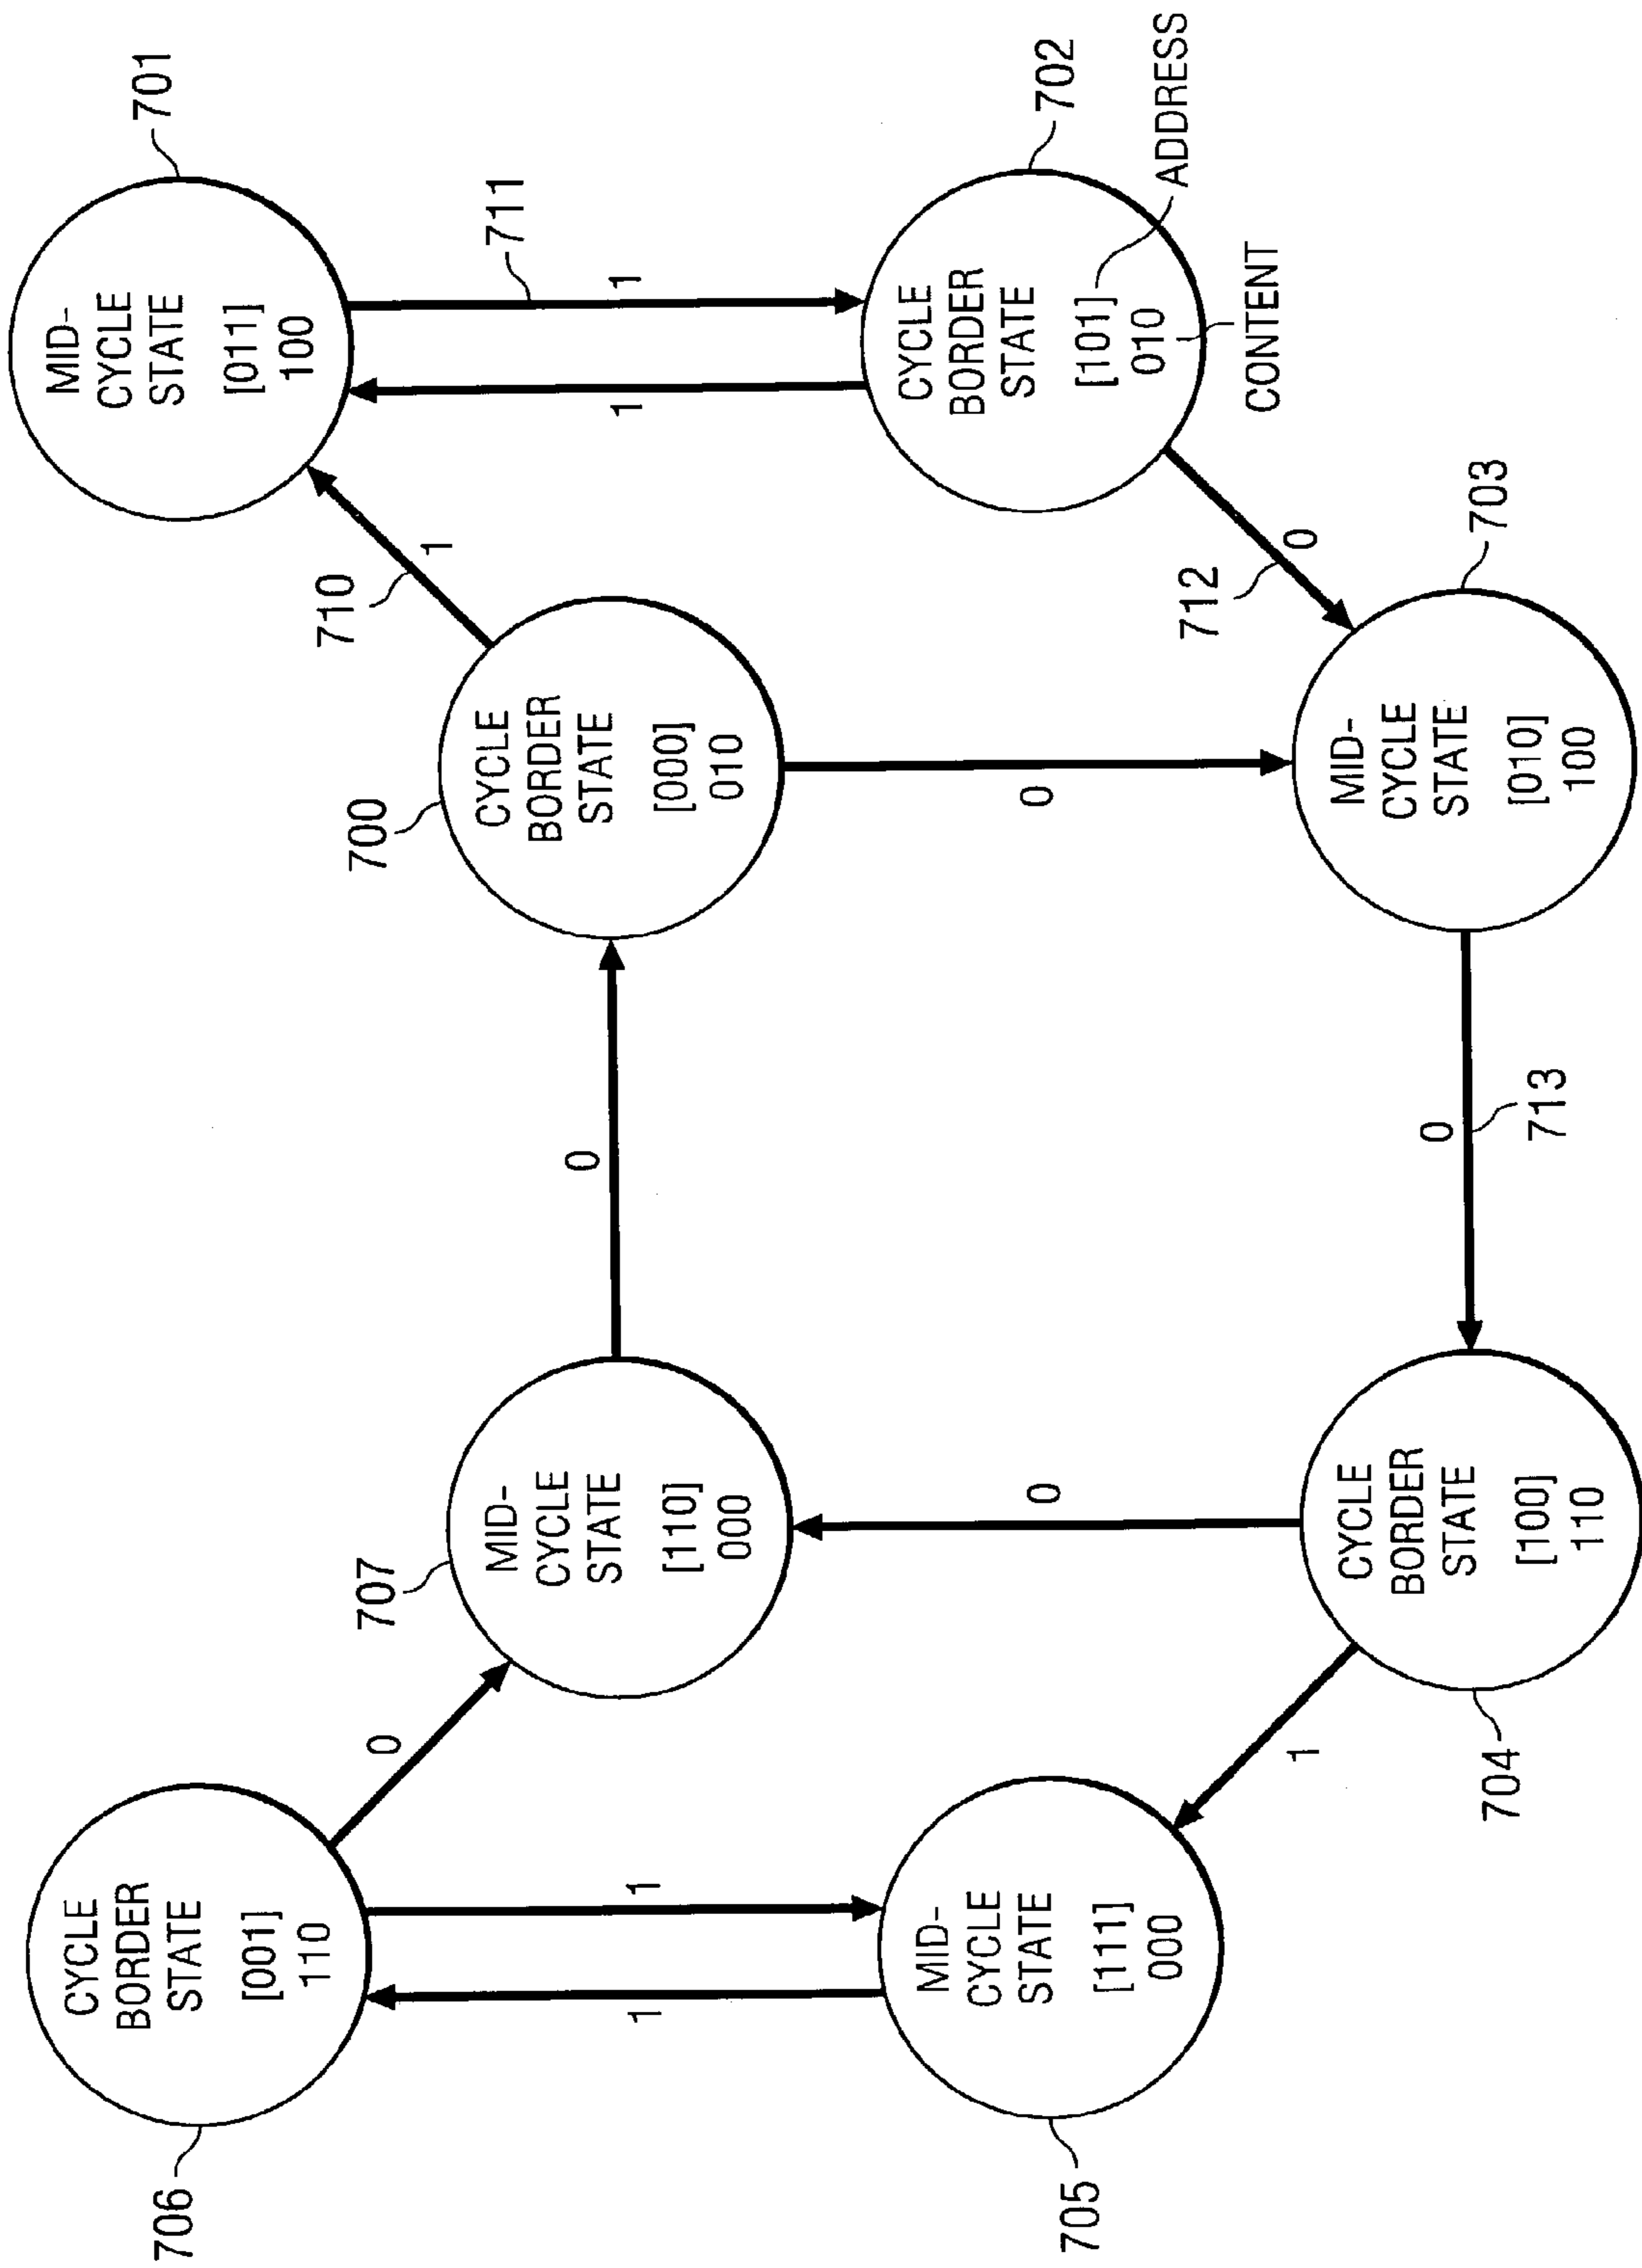 706
CYCLE
BORDER
STATE
[001]
110
0
1
1
705
MID-
CYCLE
STATE
[111]
000
707
MID-
CYCLE
STATE
[110]
000
0
0
1
704
CYCLE
BORDER
STATE
[100]
110
700
CYCLE
BORDER
STATE
[000]
010
710
1
0
0
713
701
MID-
CYCLE
STATE
[011]
100
711
1
1
702
CYCLE
BORDER
STATE
[101]
010
ADDRESS
CONTENT
712
0
703
MID-
CYCLE
STATE
[010]
100